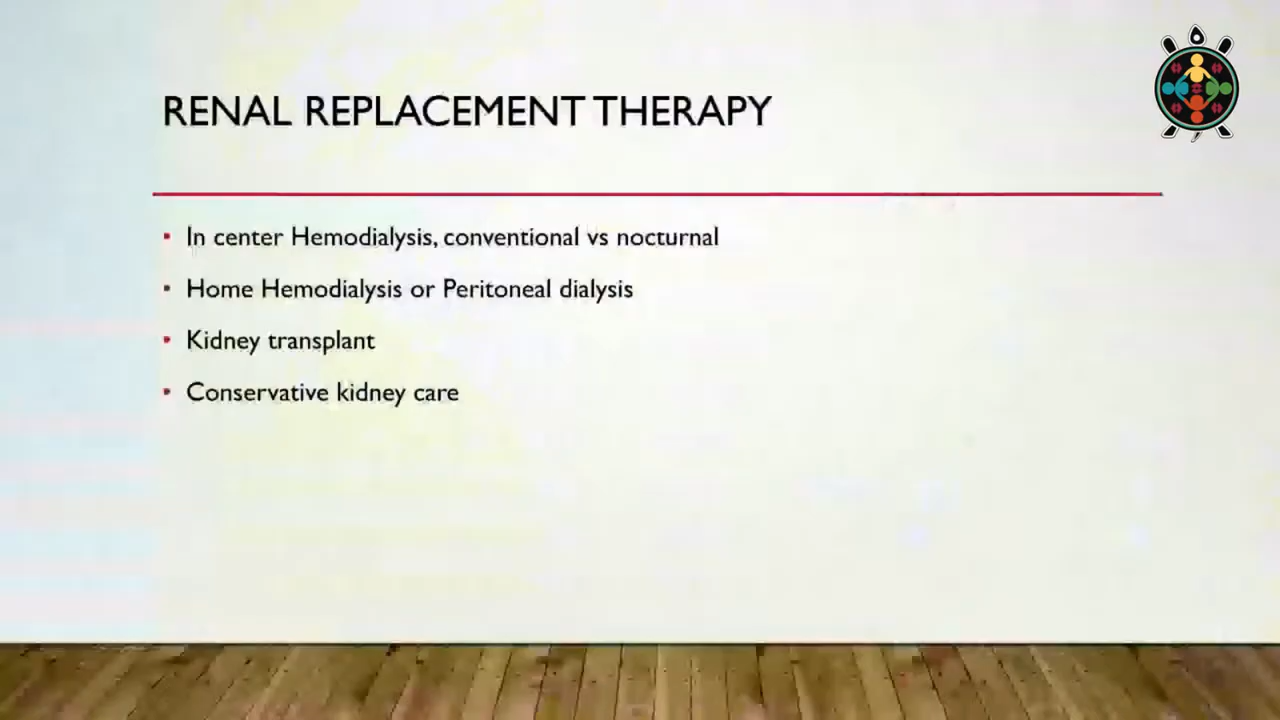 RENAL REPLACEMENT THERAPY
• In center Hemodialysis, conventional vs nocturnal
• Home Hemodialysis or Peritoneal dialysis
• Kidney transplant
• Conservative kidney care